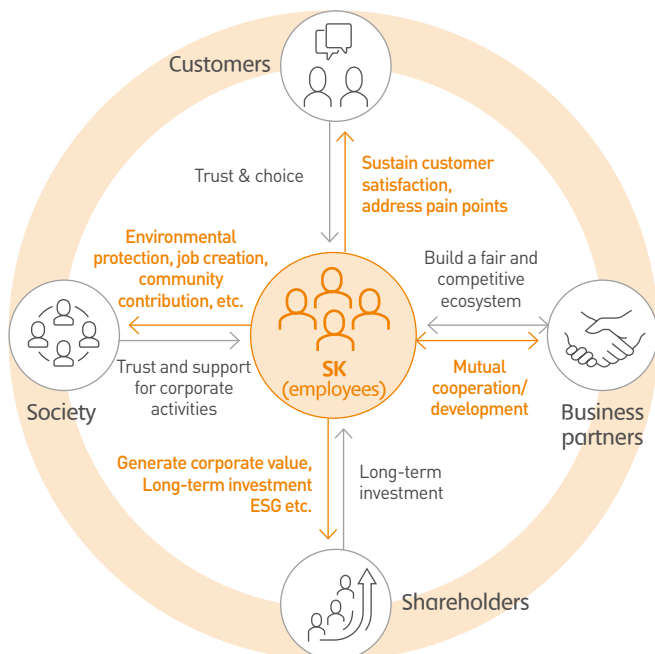 Customers
Trust & choice
Sustain customer
satisfaction,
address pain points
Environmental
protection, job creation,
community
contribution, etc.
Build a fair and
competitive
ecosystem
SK
(employees)
Society
Trust and support
for corporate
activities
Mutual
cooperation/
development
Business
partners
Generate corporate value,
Long-term investment
ESG etc.
Long-term
investment
Shareholders